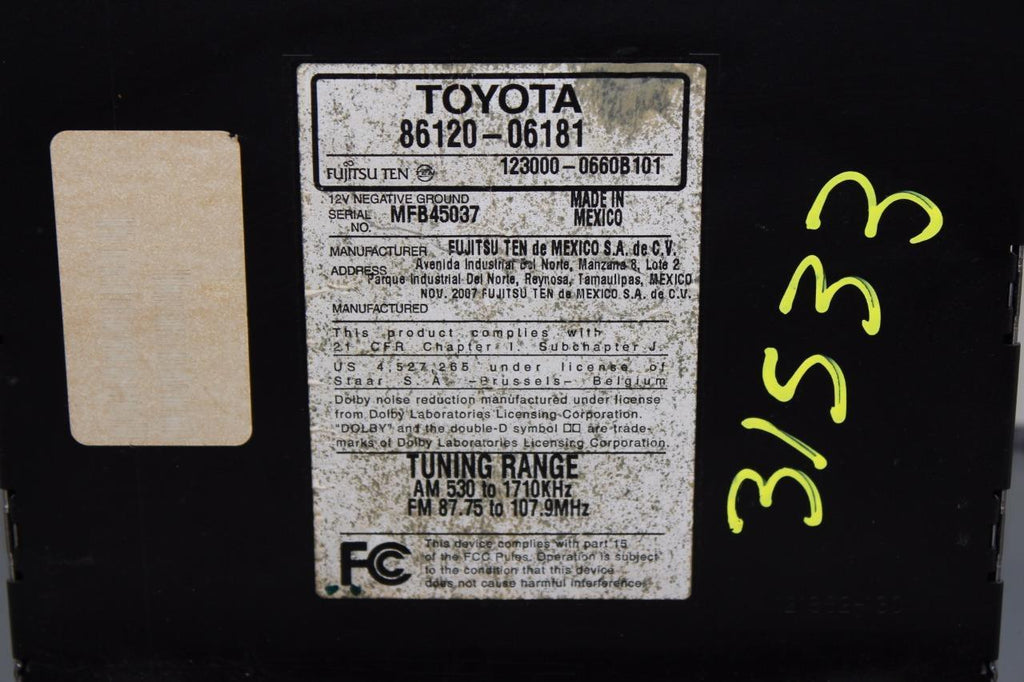 TOYOTA
86120-06181
FUJITSU TEN
123000-0660B101
12V NEGATIVE GROUND
SERIAL NO. MFB45037
MADE IN
MEXICO
MANUFACTURER FUJITSU TEN de MEXICO S.A. de C.V.
ADDRESS Avenida Industrial Del Norte, Manzana 8, Lote 2
Parque Industrial Del Norte, Reynosa, Tamaulipas, MEXICO
NOV. 2007 FUJITSU TEN de MEXICO S.A. de C.V.
MANUFACTURED
This product complies with
21 CFR Chapter I, Subchapter J.
US 4,527,265 under license of
Staar S.A. -Brussels- Belgium
Dolby noise reduction manufactured under license
from Dolby Laboratories Licensing Corporation.
"DOLBY" and the double-D symbol are trade-
marks of Dolby Laboratories Licensing Corporation.
TUNING RANGE
AM 530 to 1710KHz
FM 87.75 to 107.9MHz
FCC
This device complies with part 15
of the FCC Rules. Operation is subject
to the condition that this device
does not cause harmful interference.
31533